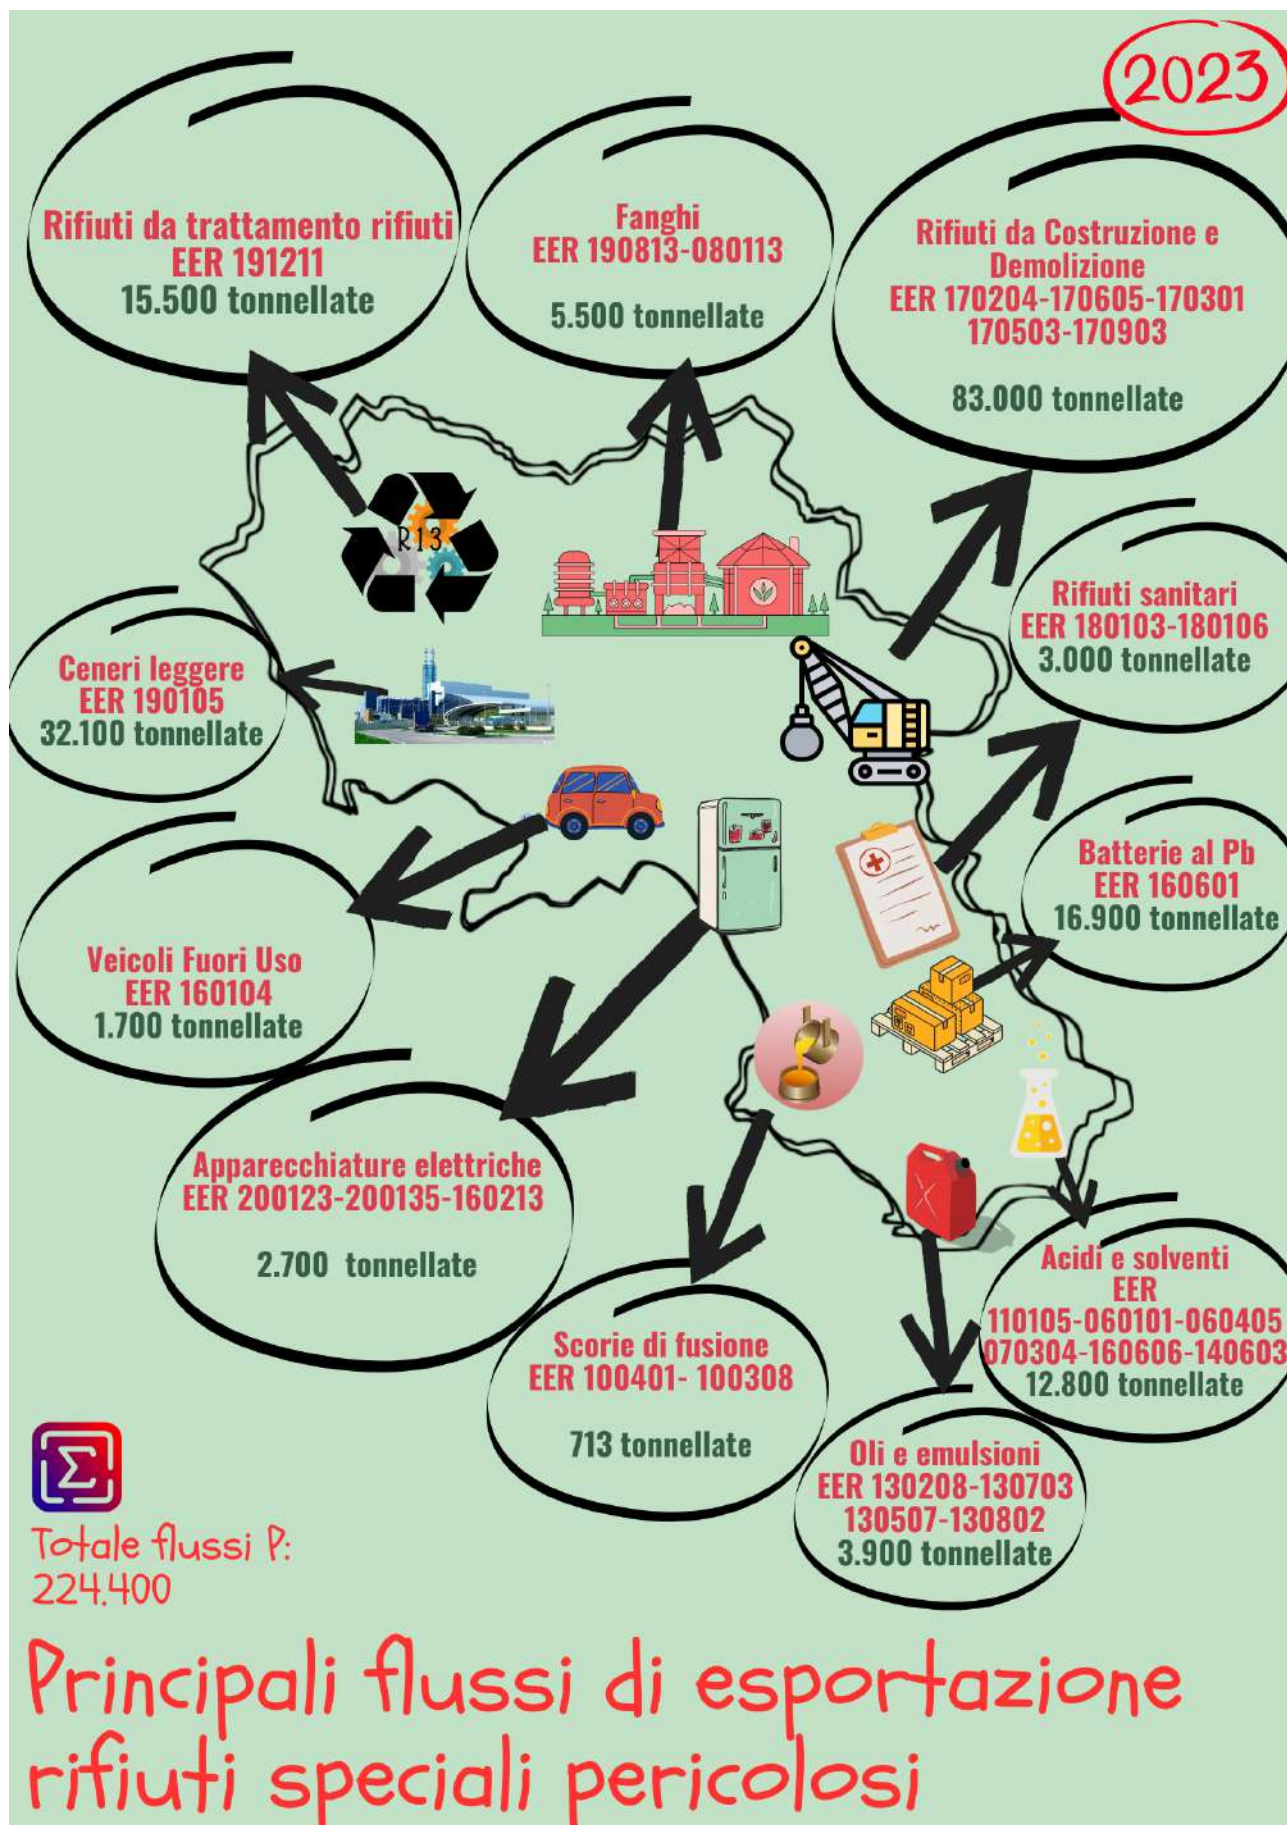 2023
Rifiuti da trattamento rifiuti
EER 191211
15.500 tonnellate
Fanghi
EER 190813-080113
5.500 tonnellate
Rifiuti da Costruzione e
Demolizione
EER 170204-170605-170301
170503-170903
83.000 tonnellate
R13
Rifiuti sanitari
EER 180103-180106
3.000 tonnellate
Ceneri leggere
EER 190105
32.100 tonnellate
Batterie al Pb
EER 160601
16.900 tonnellate
Veicoli Fuori Uso
EER 160104
1.700 tonnellate
Apparecchiature elettriche
EER 200123-200135-160213
2.700 tonnellate
Acidi e solventi
EER
110105-060101-060405
070304-160606-140603
12.800 tonnellate
Scorie di fusione
EER 100401- 100308
713 tonnellate
Oli e emulsioni
EER 130208-130703
130507-130802
3.900 tonnellate
Σ
Totale flussi P:
224.400
Principali flussi di esportazione
rifiuti speciali pericolosi